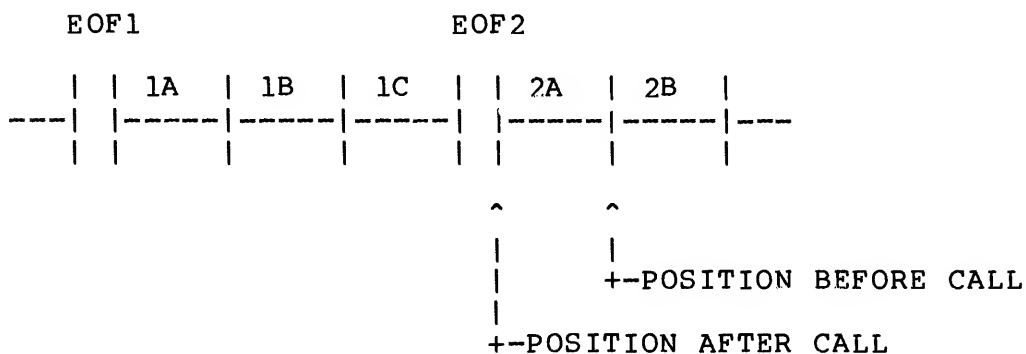 EOF1 EOF2
| | 1A | 1B | 1C | | 2A | 2B |
---| |-----|-----|-----| |-----|-----|---
| | | | | | | |
^ ^
| |
| +-POSITION BEFORE CALL
|
+-POSITION AFTER CALL